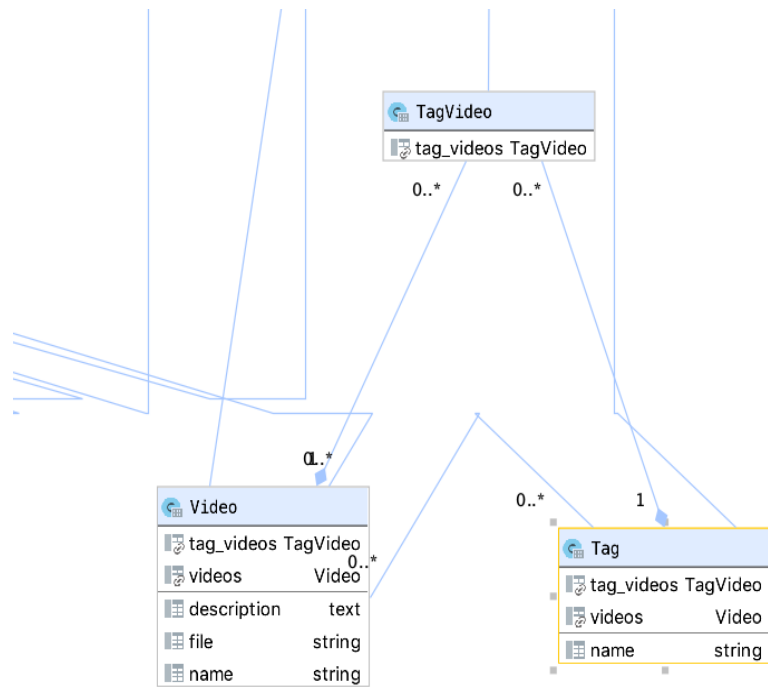 TagVideo
tag_videos TagVideo
0..*
0..*
0..*
0..*
1
Video
tag_videos TagVideo
0..*
videos Video
description text
file string
name string
Tag
tag_videos TagVideo
videos Video
name string